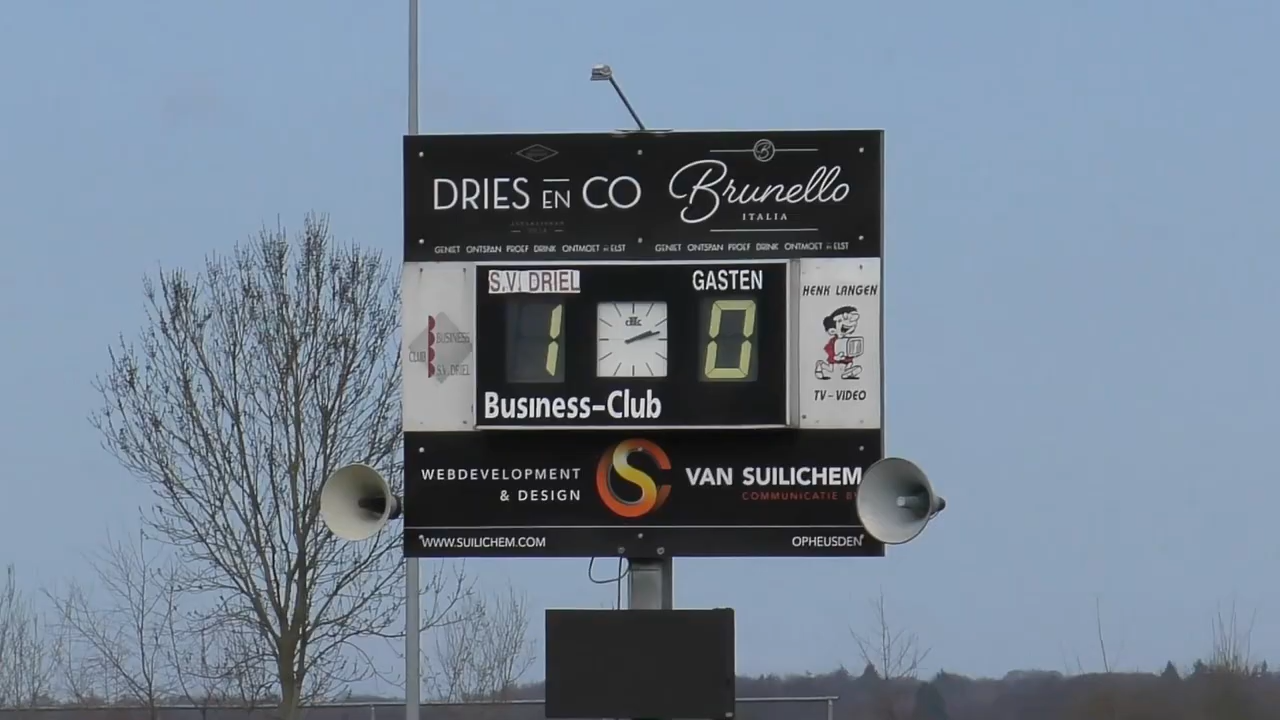 DRIES EN CO
B
Brunello
ITALIA
GENIET ONTSPAN PROEF DRINK ONTMOET IN ELST
GENIET ONTSPAN PROEF DRINK ONTMOET IN ELST
S.V. DRIEL
GASTEN
1
0
BUSINESS
CLUB
S.V. DRIEL
HENK LANGEN
TV-VIDEO
Business-Club
WEBDEVELOPMENT
& DESIGN
VAN SUILICHEM
COMMUNICATIE
WWW.SUILICHEM.COM
OPHEUSDEN